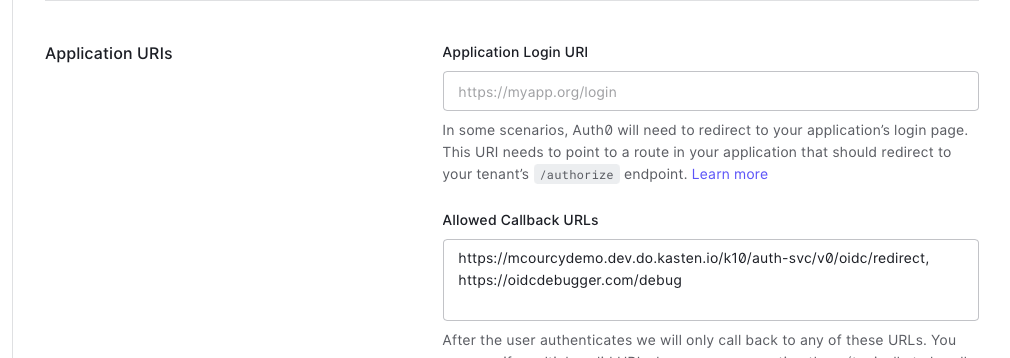 Application URIs
Application Login URI
https://myapp.org/login
In some scenarios, Auth0 will need to redirect to your application's login page.
This URI needs to point to a route in your application that should redirect to
your tenant's /authorize endpoint. Learn more
Allowed Callback URLs
https://mcourcydemo.dev.do.kasten.io/k10/auth-svc/v0/oidc/redirect,
https://oidcdebugger.com/debug
After the user authenticates we will only call back to any of these URLs. You